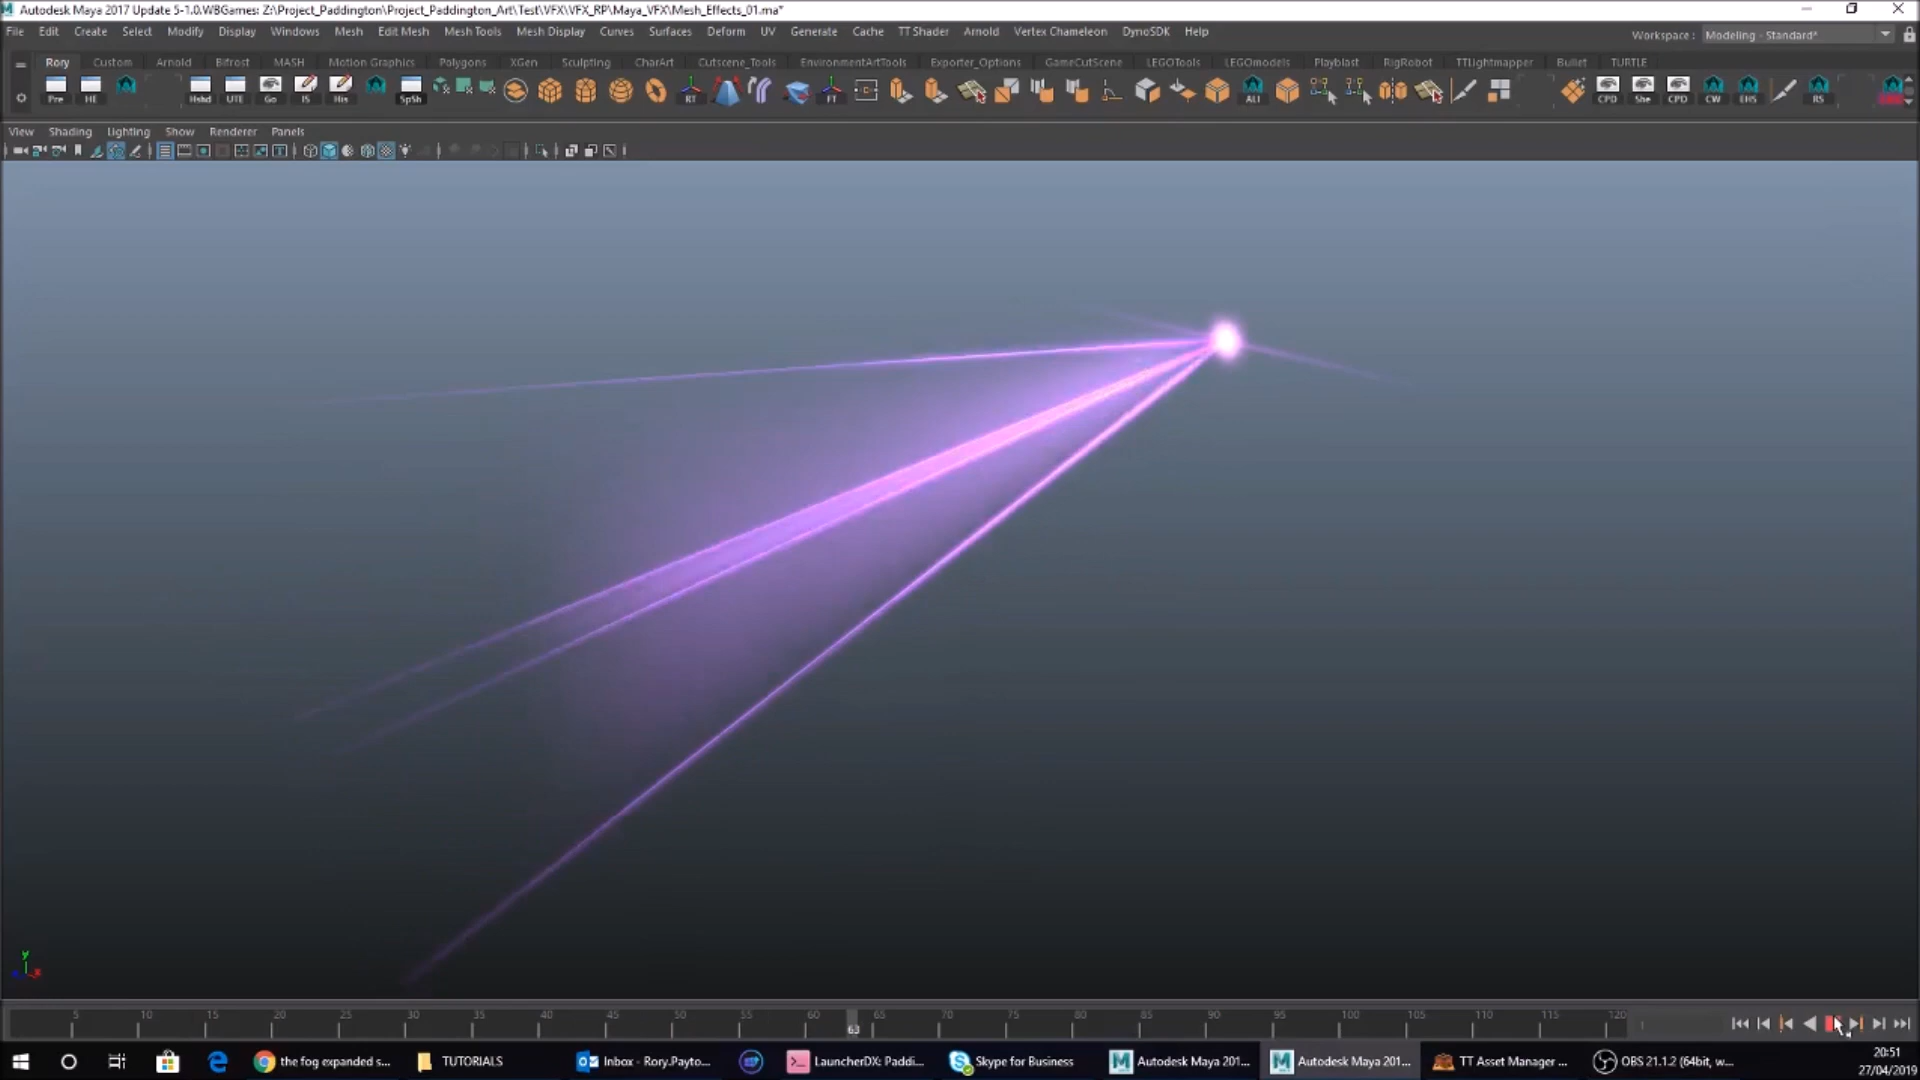 Autodesk Maya 2017 Update 5-1.0.WBGames: Z:\Project_Paddington\Project_Paddington_Art\Test\VFX\VFX_RP\Maya_VFX\Mesh_Effects_01.ma*
File Edit Create Select Modify Display Windows Mesh Edit Mesh Mesh Tools Mesh Display Curves Surfaces Deform UV Generate Cache TT Shader Arnold Vertex Chameleon DynoSDK Help
Workspace : Modeling - Standard*
Rory Custom Arnold Bifrost MASH Motion Graphics Polygons XGen Sculpting CharArt Cutscene_Tools EnvironmentArtTools Exporter_Options GameCutScene LEGOTools LEGOmodels Playblast RigRobot TTLightmapper Bullet TURTLE
Pre HE Hshd UTE Go IS His SpSh RT FT ALI CPD She CPD CW EHS RS
View Shading Lighting Show Renderer Panels
y
x
5 10 15 20 25 30 35 40 45 50 55 60 65 70 75 80 85 90 95 100 105 110 115 120
63
the fog expanded s... TUTORIALS Inbox - Rory.Payto... LauncherDX: Paddi... Skype for Business Autodesk Maya 201... Autodesk Maya 201... TT Asset Manager ... OBS 21.1.2 (64bit, w...
20:51
27/04/2019